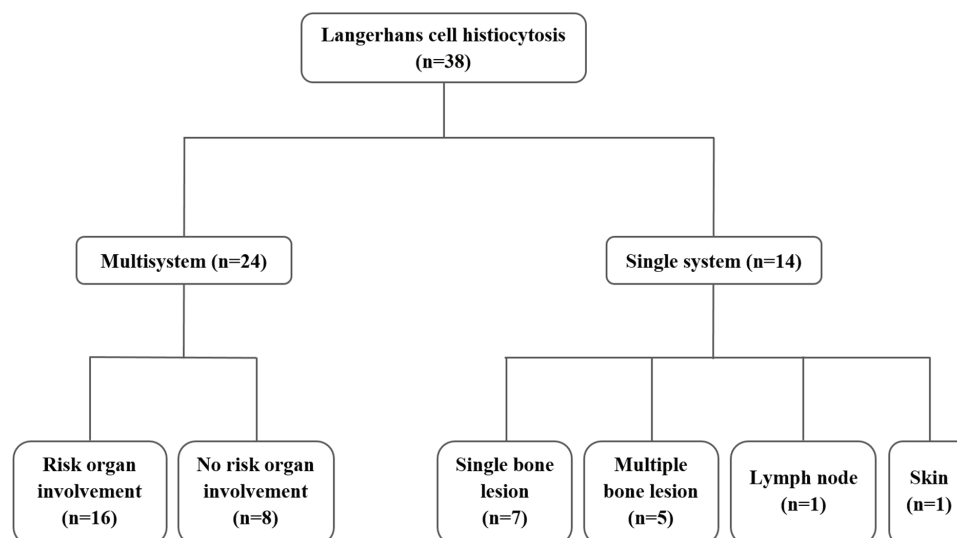 Langerhans cell histiocytosis
(n=38)
Multisystem (n=24)
Single system (n=14)
Risk organ
involvement
(n=16)
No risk organ
involvement
(n=8)
Single bone
lesion
(n=7)
Multiple
bone lesion
(n=5)
Lymph node
(n=1)
Skin
(n=1)